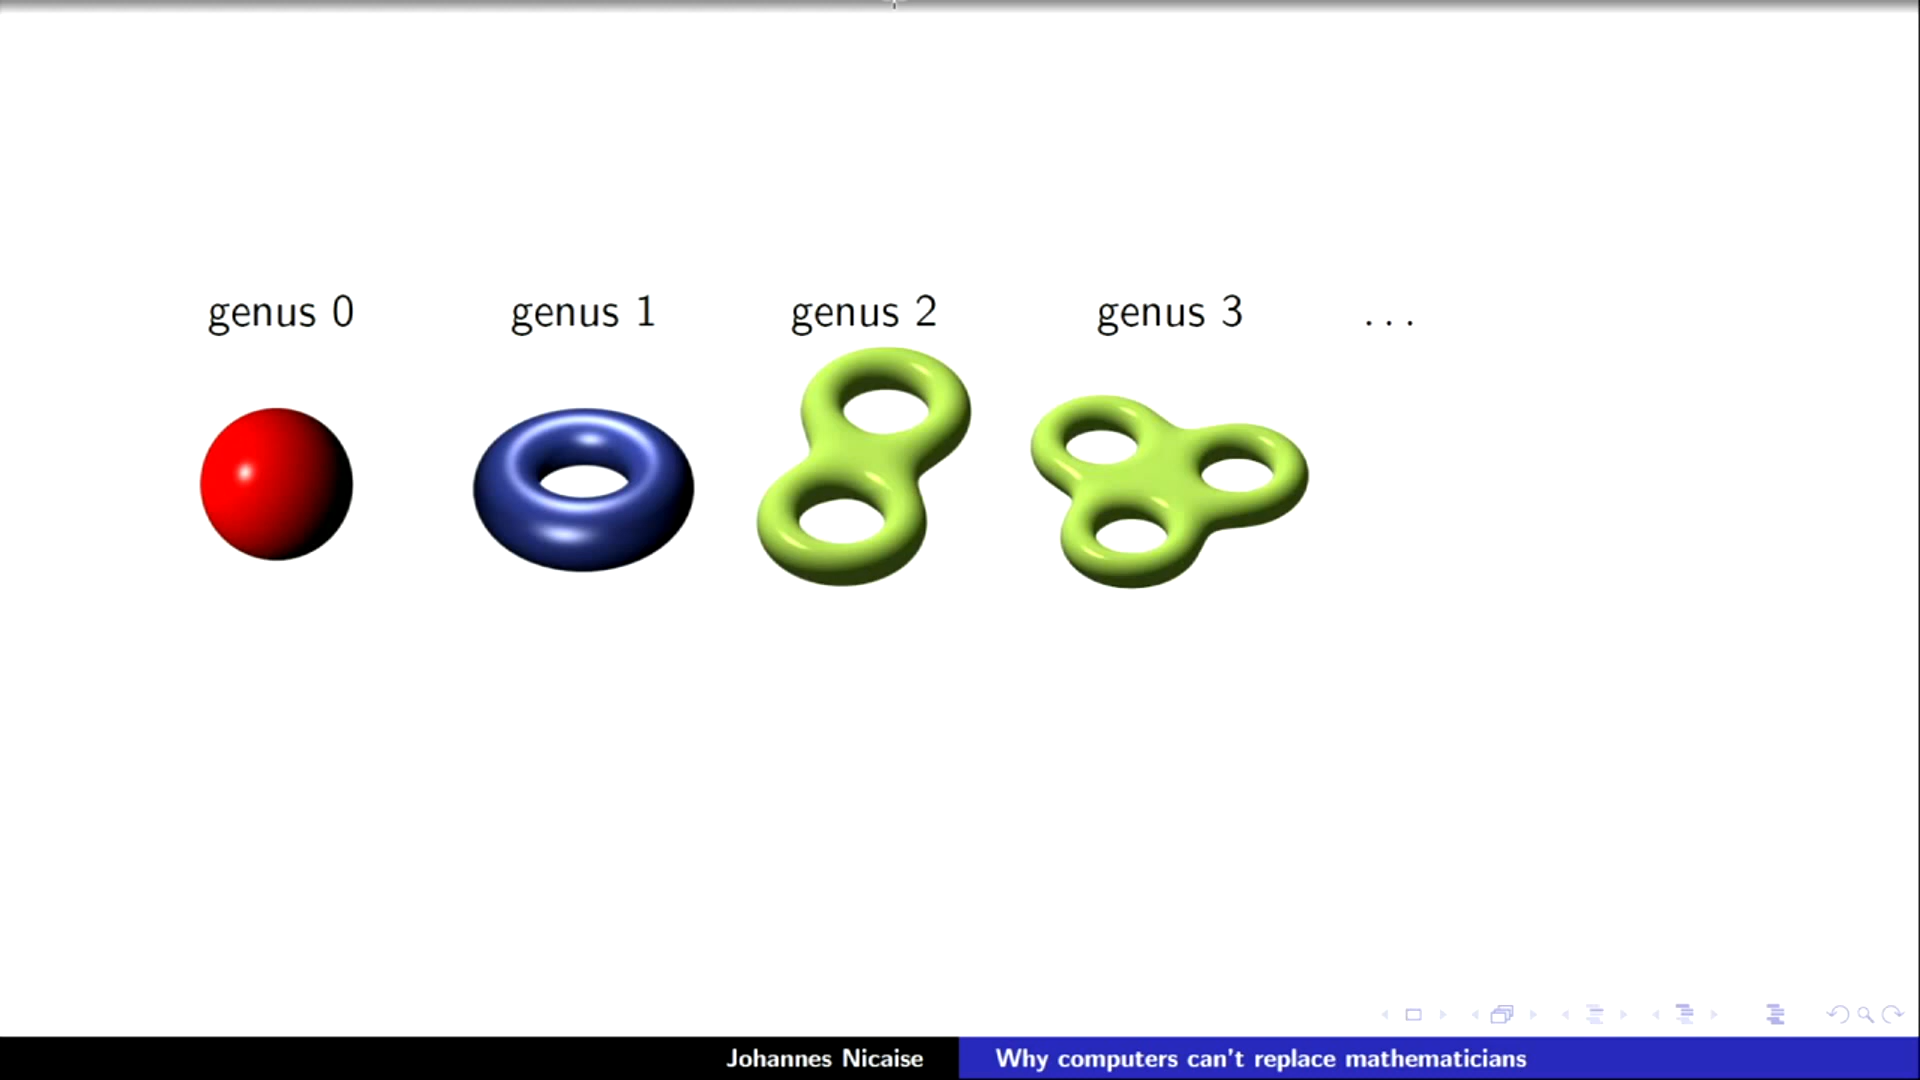 genus 0 genus 1 genus 2 genus 3 ...
Johannes Nicaise Why computers can't replace mathematicians